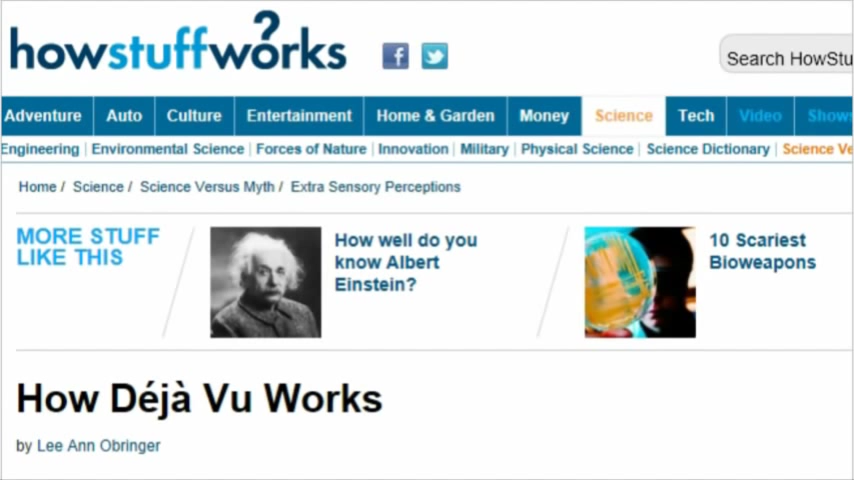 howstuffworks
Search HowStu
Adventure Auto Culture Entertainment Home & Garden Money Science Tech Video Shows
Engineering | Environmental Science | Forces of Nature | Innovation | Military | Physical Science | Science Dictionary | Science Ve
Home / Science / Science Versus Myth / Extra Sensory Perceptions
MORE STUFF
LIKE THIS
How well do you
know Albert
Einstein?
10 Scariest
Bioweapons
How Déjà Vu Works
by Lee Ann Obringer